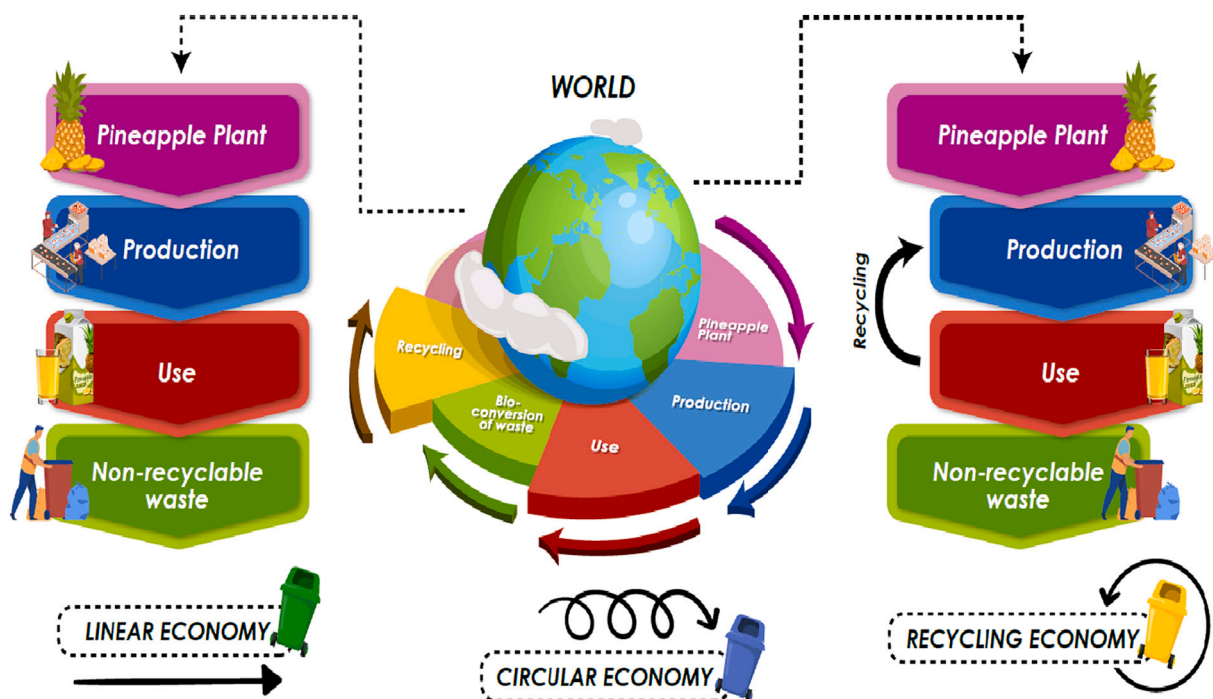 WORLD
Pineapple Plant
Production
Use
Non-recyclable
waste
LINEAR ECONOMY
Pineapple
Plant
Production
Use
Bio-
conversion
of waste
Recycling
CIRCULAR ECONOMY
Pineapple Plant
Production
Recycling
Use
Non-recyclable
waste
RECYCLING ECONOMY